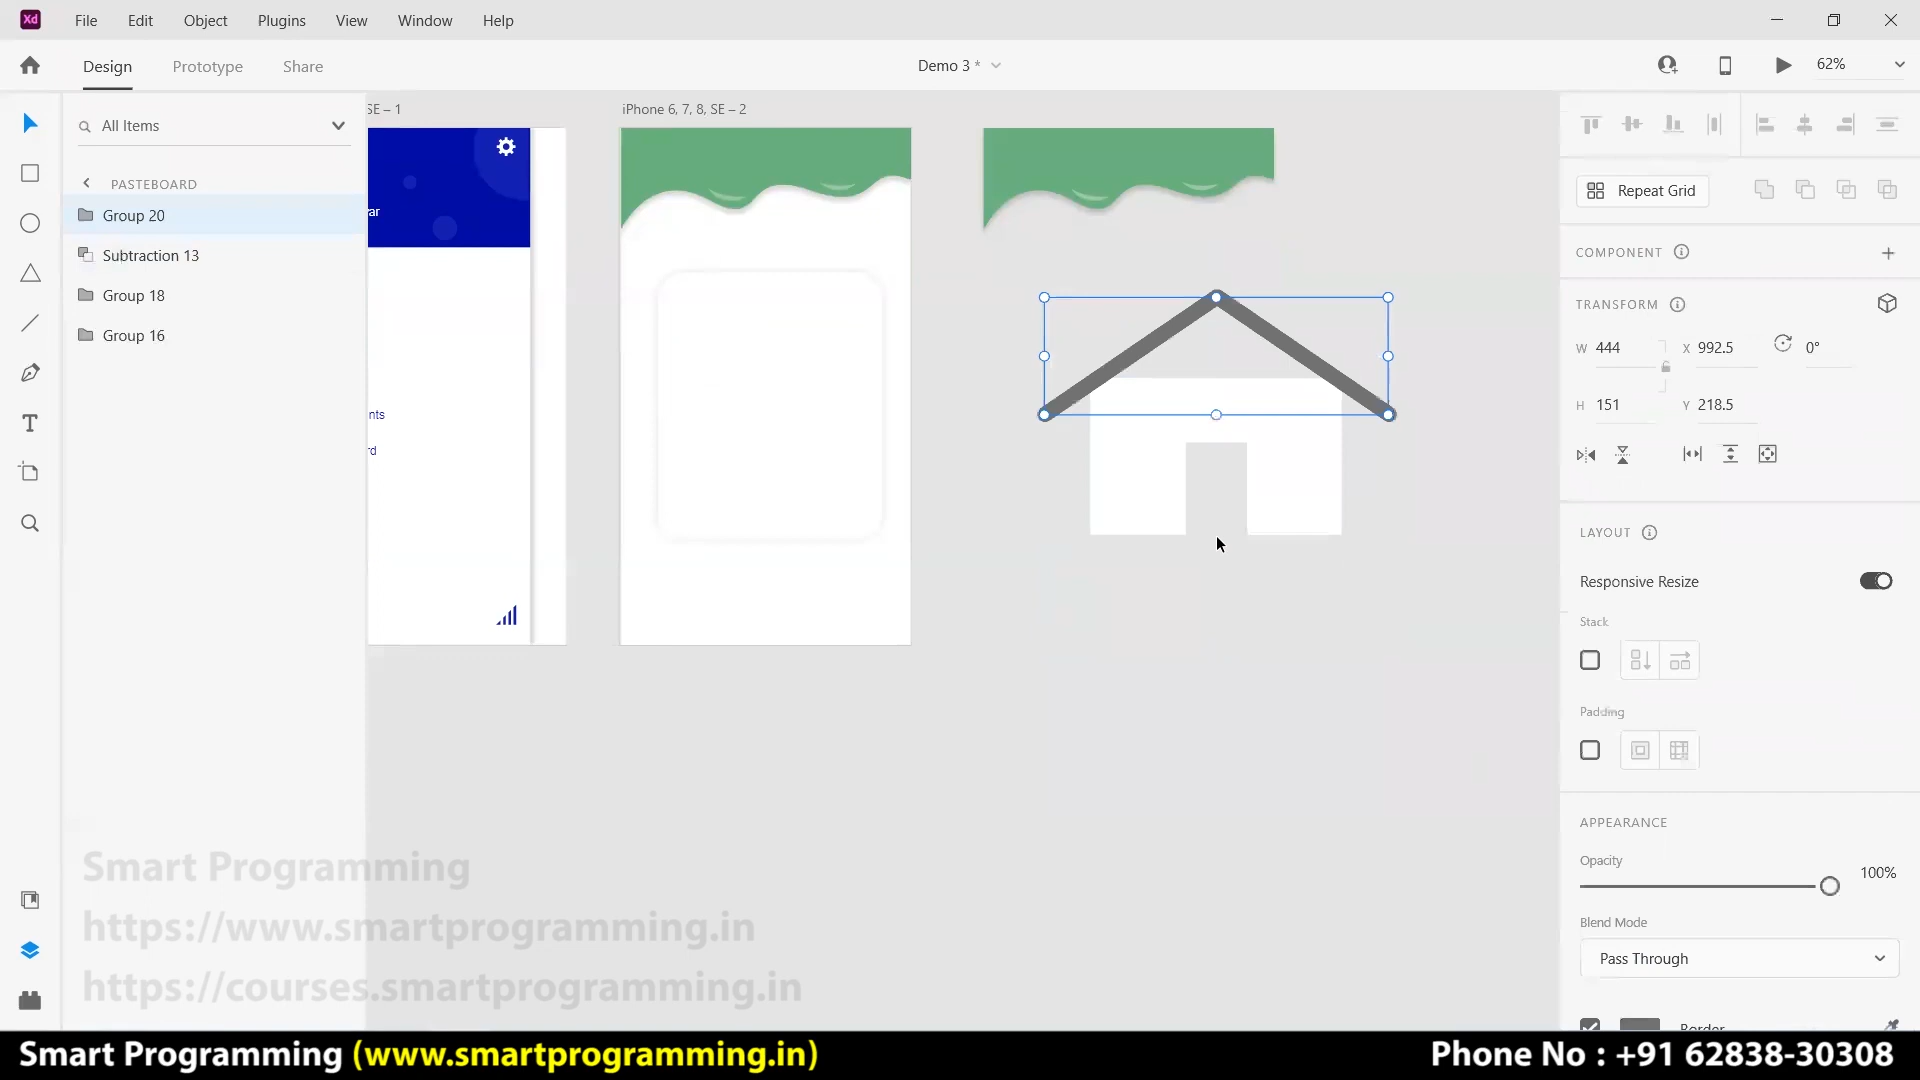 Xd File Edit Object Plugins View Window Help
Design Prototype Share
Demo 3 *
62%
All Items
PASTEBOARD
Group 20
Subtraction 13
Group 18
Group 16
SE – 1
iPhone 6, 7, 8, SE – 2
ar
nts
rd
Repeat Grid
COMPONENT
TRANSFORM
W 444 X 992.5 0°
H 151 Y 218.5
LAYOUT
Responsive Resize
Stack
Padding
APPEARANCE
Opacity
100%
Blend Mode
Pass Through
Border
Smart Programming
https://www.smartprogramming.in
https://courses.smartprogramming.in
Smart Programming (www.smartprogramming.in)
Phone No : +91 62838-30308